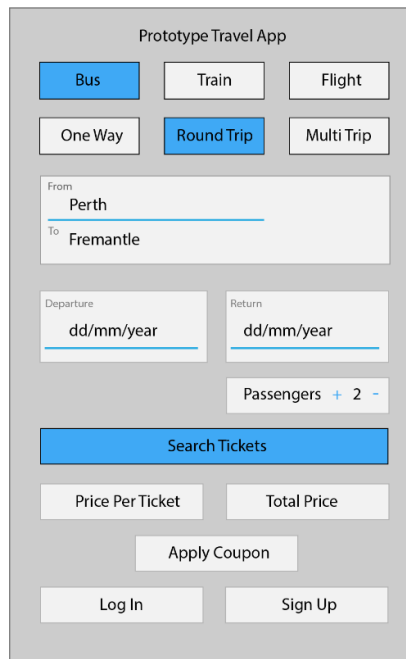 Prototype Travel App
Bus Train Flight
One Way Round Trip Multi Trip
From
Perth
To Fremantle
Departure Return
dd/mm/year dd/mm/year
Passengers + 2 -
Search Tickets
Price Per Ticket Total Price
Apply Coupon
Log In Sign Up